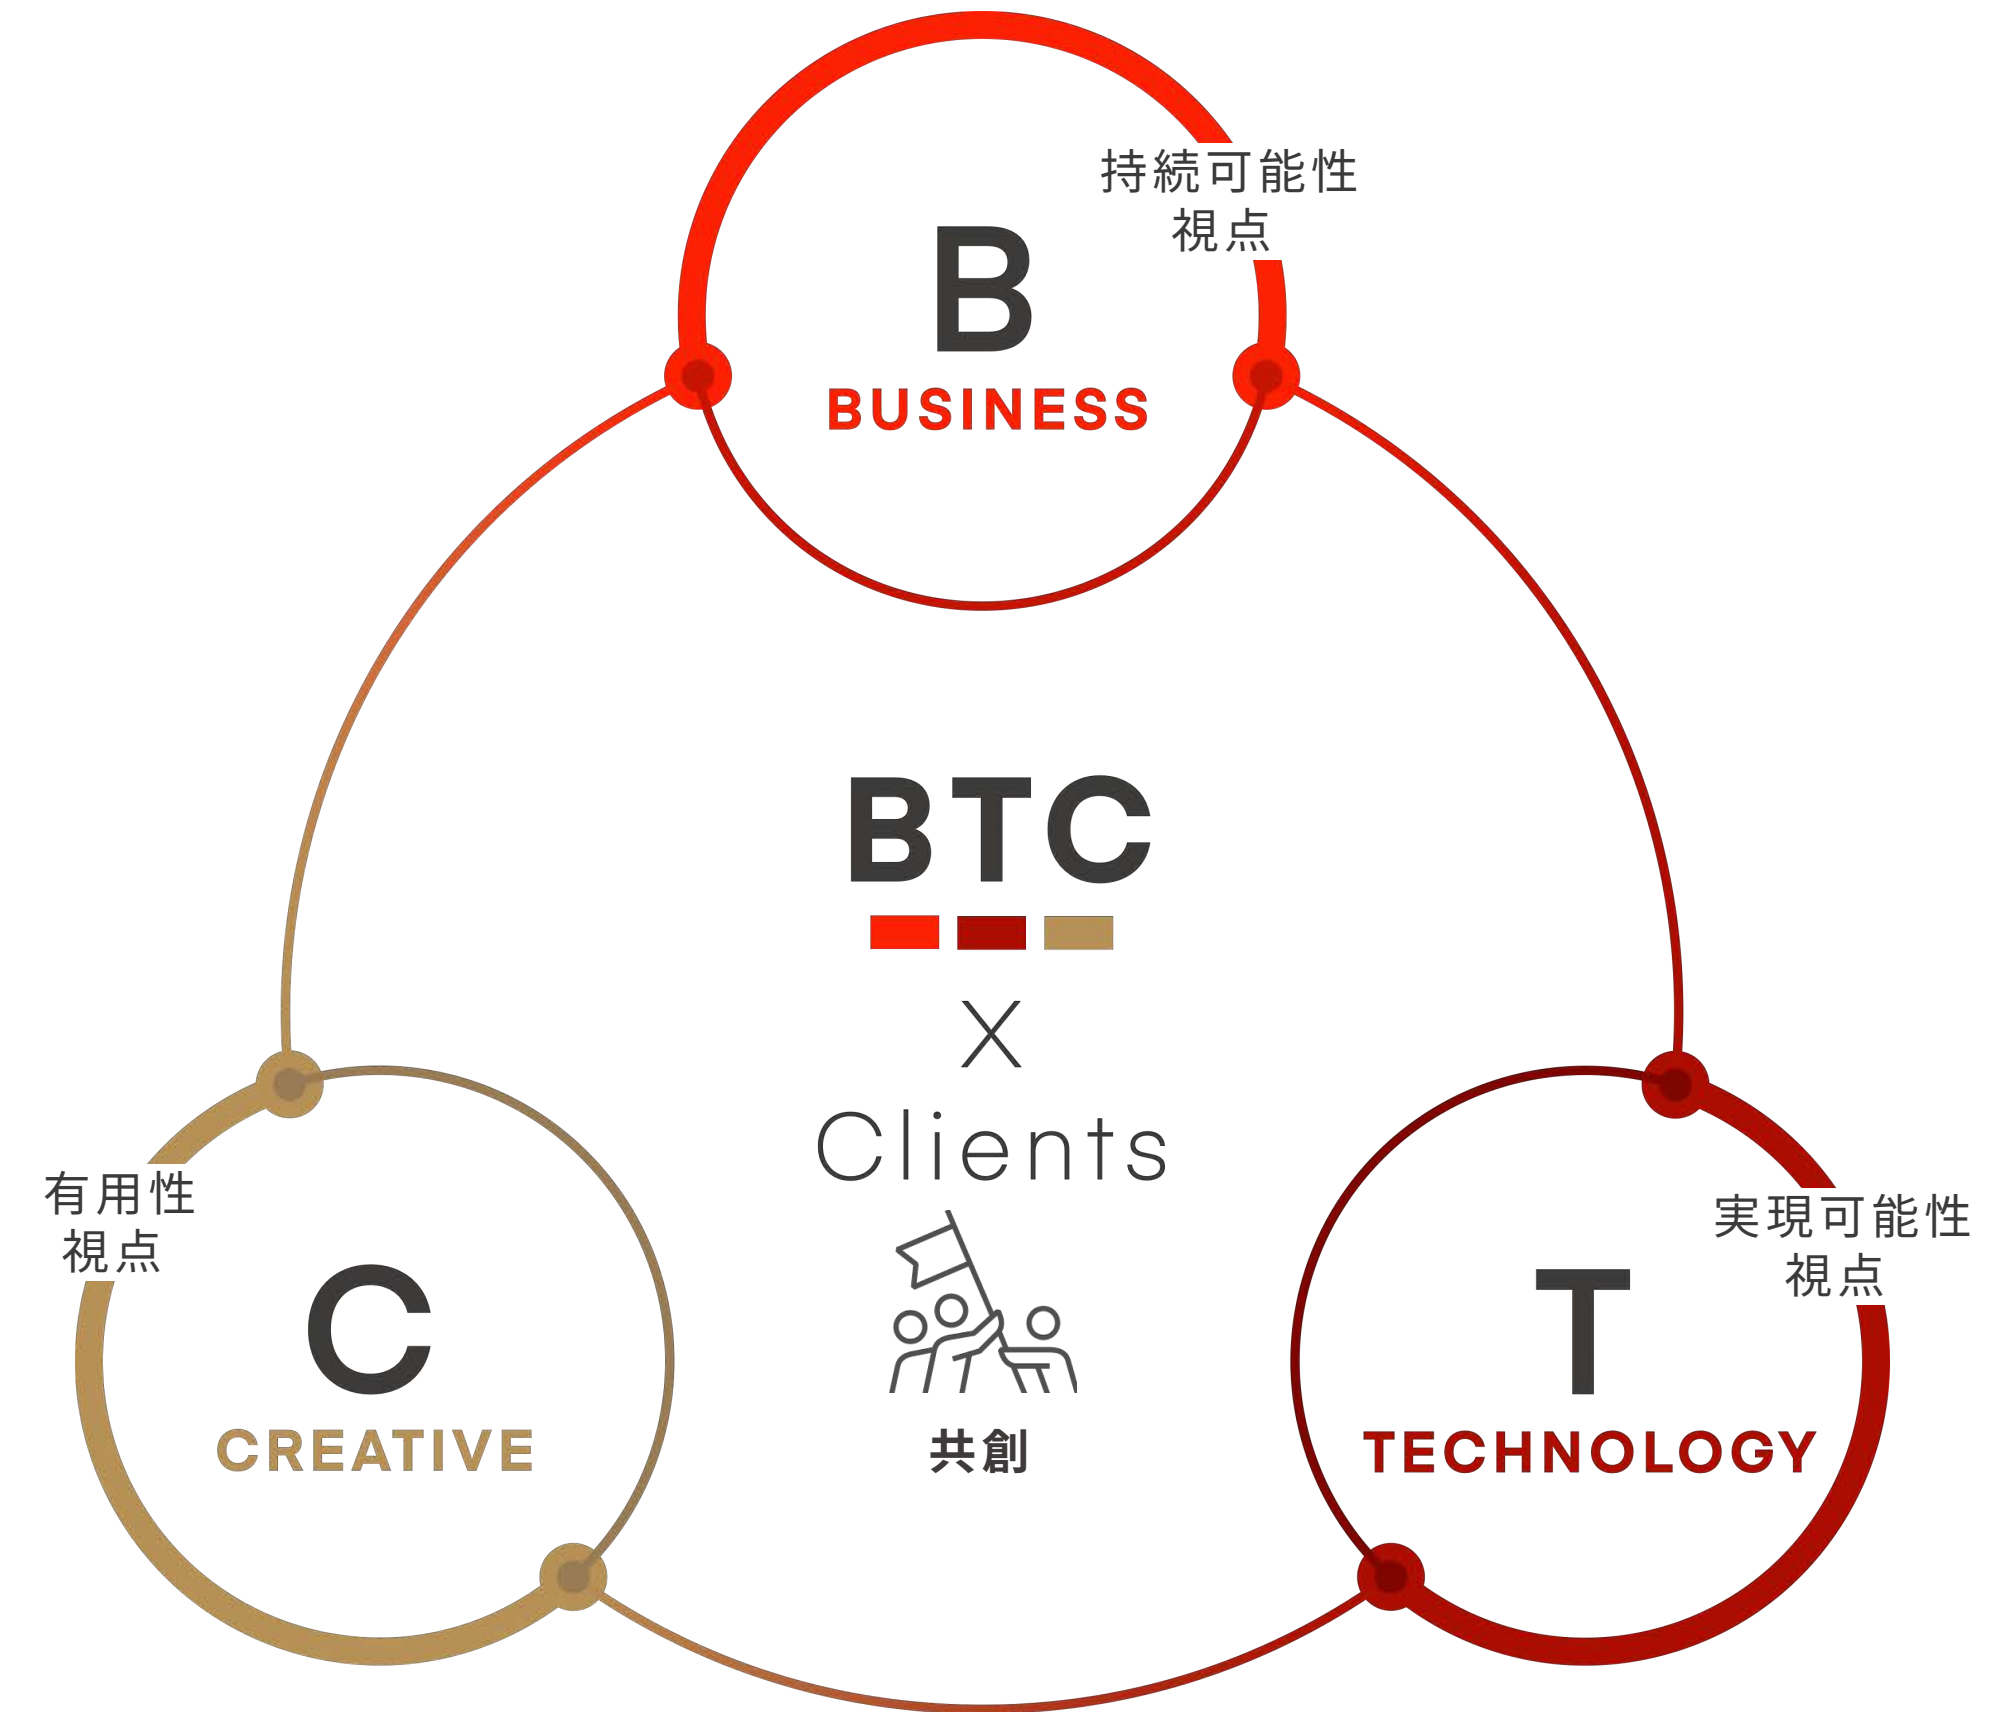 持続可能性
視点
B
BUSINESS
BTC
X
Clients
共創
有用性
視点
C
CREATIVE
実現可能性
視点
T
TECHNOLOGY